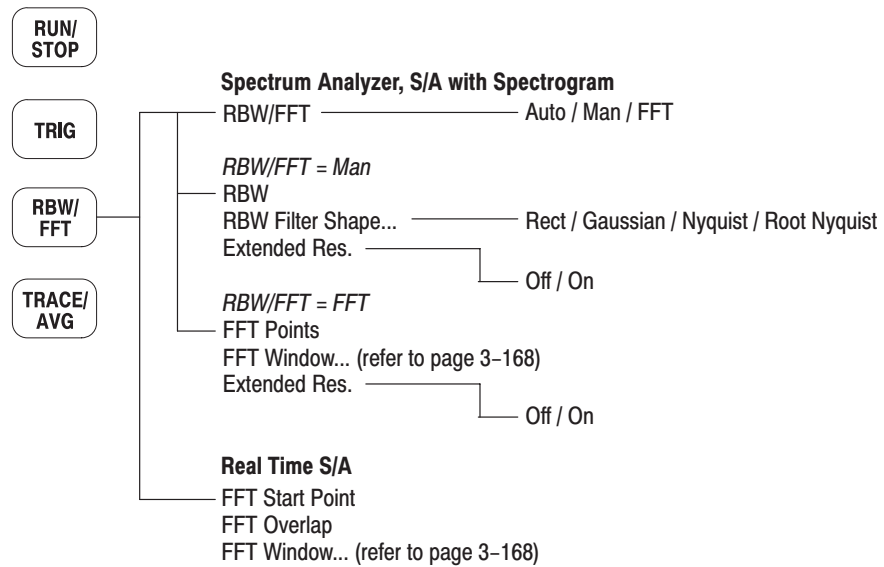 RUN/
STOP
TRIG
RBW/
FFT
TRACE/
AVG
Spectrum Analyzer, S/A with Spectrogram
RBW/FFT Auto / Man / FFT
RBW/FFT = Man
RBW
RBW Filter Shape... Rect / Gaussian / Nyquist / Root Nyquist
Extended Res.
Off / On
RBW/FFT = FFT
FFT Points
FFT Window... (refer to page 3–168)
Extended Res.
Off / On
Real Time S/A
FFT Start Point
FFT Overlap
FFT Window... (refer to page 3–168)